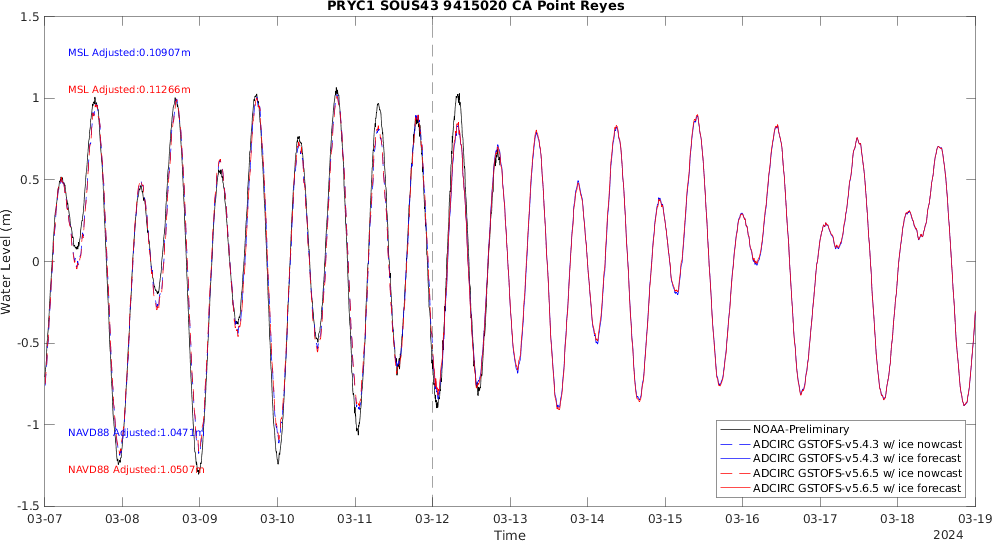 PRYC1 SOUS43 9415020 CA Point Reyes
1.5
1
0.5
0
-0.5
-1
-1.5
Water Level (m)
MSL Adjusted:0.10907m
MSL Adjusted:0.11266m
NAVD88 Adjusted:1.0471m
NAVD88 Adjusted:1.0507m
NOAA-Preliminary
ADCIRC GSTOFS-v5.4.3 w/ ice nowcast
ADCIRC GSTOFS-v5.4.3 w/ ice forecast
ADCIRC GSTOFS-v5.6.5 w/ ice nowcast
ADCIRC GSTOFS-v5.6.5 w/ ice forecast
03-07 03-08 03-09 03-10 03-11 03-12 03-13 03-14 03-15 03-16 03-17 03-18 03-19
Time
2024